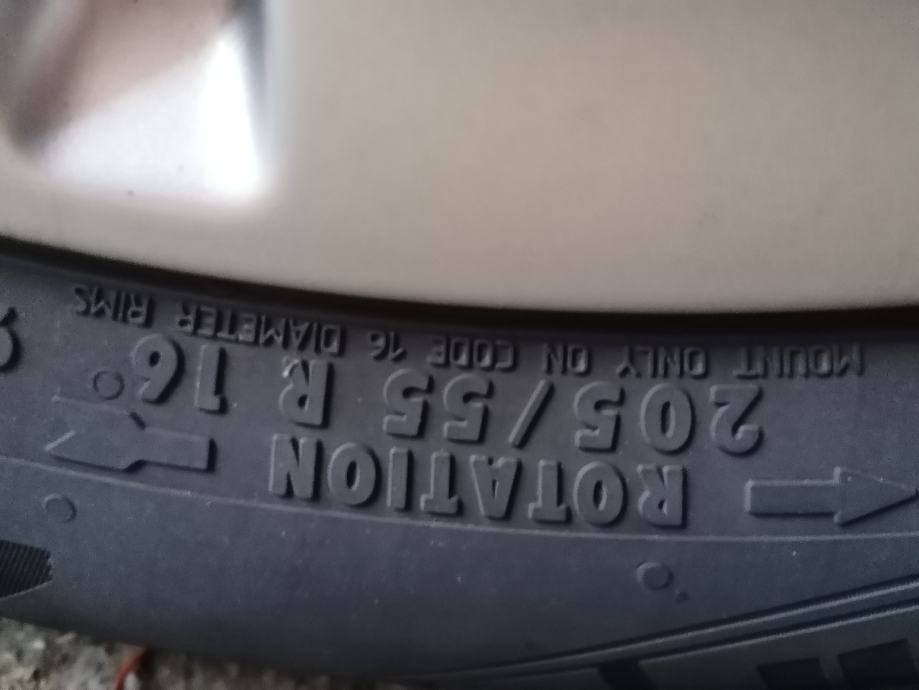 ROTATION
205/55 R 16
MOUNT ONLY ON CODE 16 DIAMETER RIMS